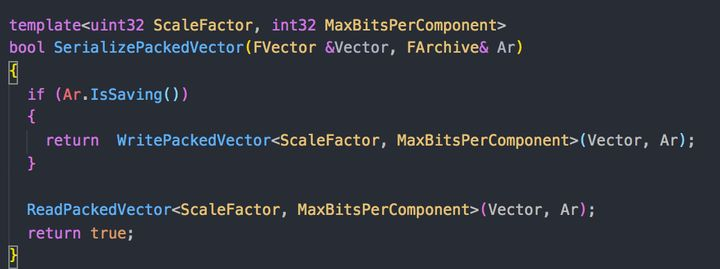 template<uint32 ScaleFactor, int32 MaxBitsPerComponent>
bool SerializePackedVector(FVector &Vector, FArchive& Ar)
{
  if (Ar.IsSaving())
  {
    return  WritePackedVector<ScaleFactor, MaxBitsPerComponent>(Vector, Ar);
  }

  ReadPackedVector<ScaleFactor, MaxBitsPerComponent>(Vector, Ar);
  return true;
}